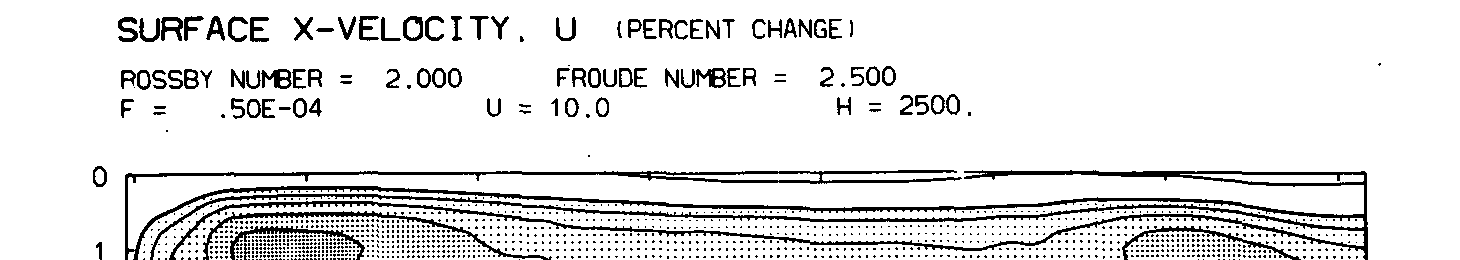 SURFACE X-VELOCITY, U (PERCENT CHANGE)
ROSSBY NUMBER = 2.000 FROUDE NUMBER = 2.500
F = .50E-04 U = 10.0 H = 2500.
0
1